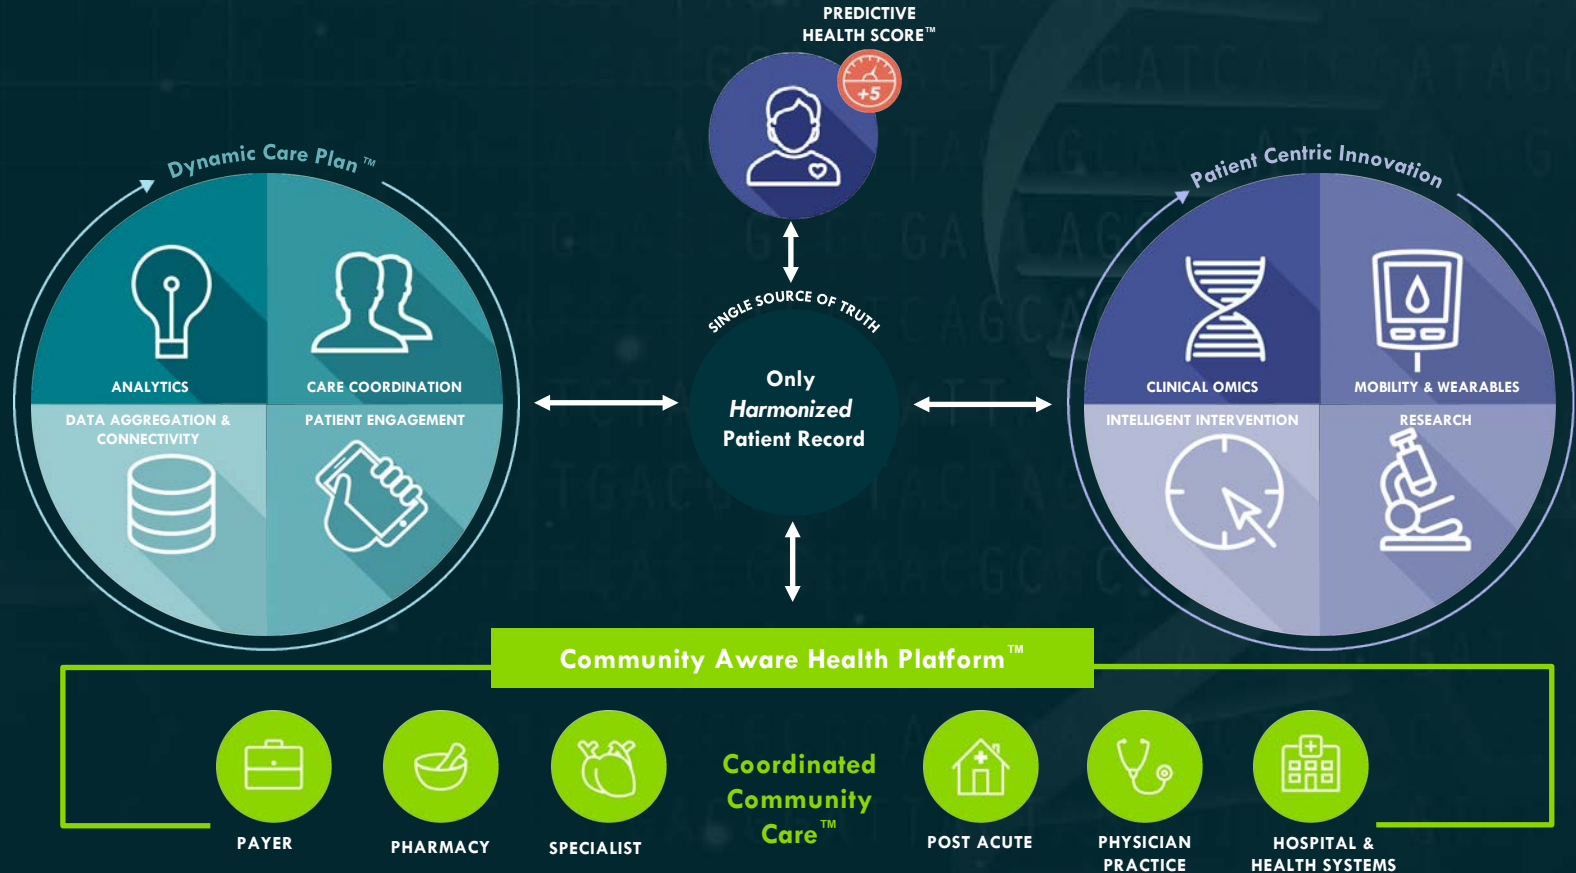 PREDICTIVE
HEALTH SCORE™
+5
Dynamic Care Plan™
ANALYTICS
CARE COORDINATION
DATA AGGREGATION &
CONNECTIVITY
PATIENT ENGAGEMENT
SINGLE SOURCE OF TRUTH
Only
Harmonized
Patient Record
Patient Centric Innovation
CLINICAL OMICS
MOBILITY & WEARABLES
INTELLIGENT INTERVENTION
RESEARCH
Community Aware Health Platform™
PAYER
PHARMACY
SPECIALIST
Coordinated
Community
Care™
POST ACUTE
PHYSICIAN
PRACTICE
HOSPITAL &
HEALTH SYSTEMS